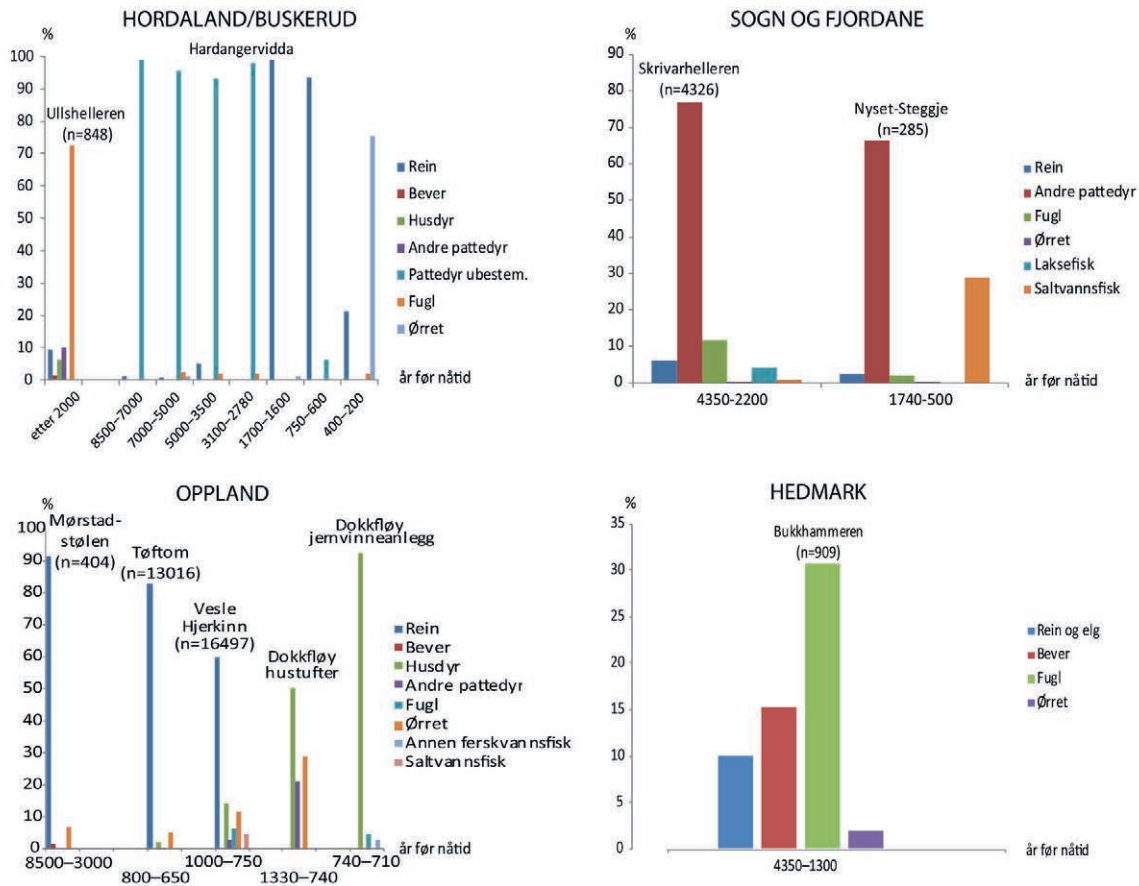 HORDALAND/BUSKERUD
%
Hardangervidda
100
90
80
70
60
50
40
30
20
10
0
Ullshelleren
(n=848)
Rein
Bever
Husdyr
Andre pattedyr
Pattedyr ubestem.
Fugl
Ørret
år før nåtid
etter 2000
8500–7000
7000–5000
5000–3500
3100–2780
1700–1600
750–600
400–200
SOGN OG FJORDANE
%
90
80
70
60
50
40
30
20
10
0
Skrivarhelleren
(n=4326)
Nyset-Steggje
(n=285)
Rein
Andre pattedyr
Fugl
Ørret
Laksefisk
Saltvannsfisk
år før nåtid
4350-2200
1740-500
OPPLAND
%
100
90
80
70
60
50
40
30
20
10
0
Mørstad-
stølen
(n=404)
Tøftom
(n=13016)
Vesle
Hjerkinn
(n=16497)
Dokkfløy
hustufter
Dokkfløy
jernvinneanlegg
Rein
Bever
Husdyr
Andre pattedyr
Fugl
Ørret
Annen ferskvannsfisk
Saltvannsfisk
år før nåtid
8500–3000
800–650
1000–750
1330–740
740–710
HEDMARK
%
35
30
25
20
15
10
5
0
Bukkhammeren
(n=909)
Rein og elg
Bever
Fugl
Ørret
år før nåtid
4350-1300